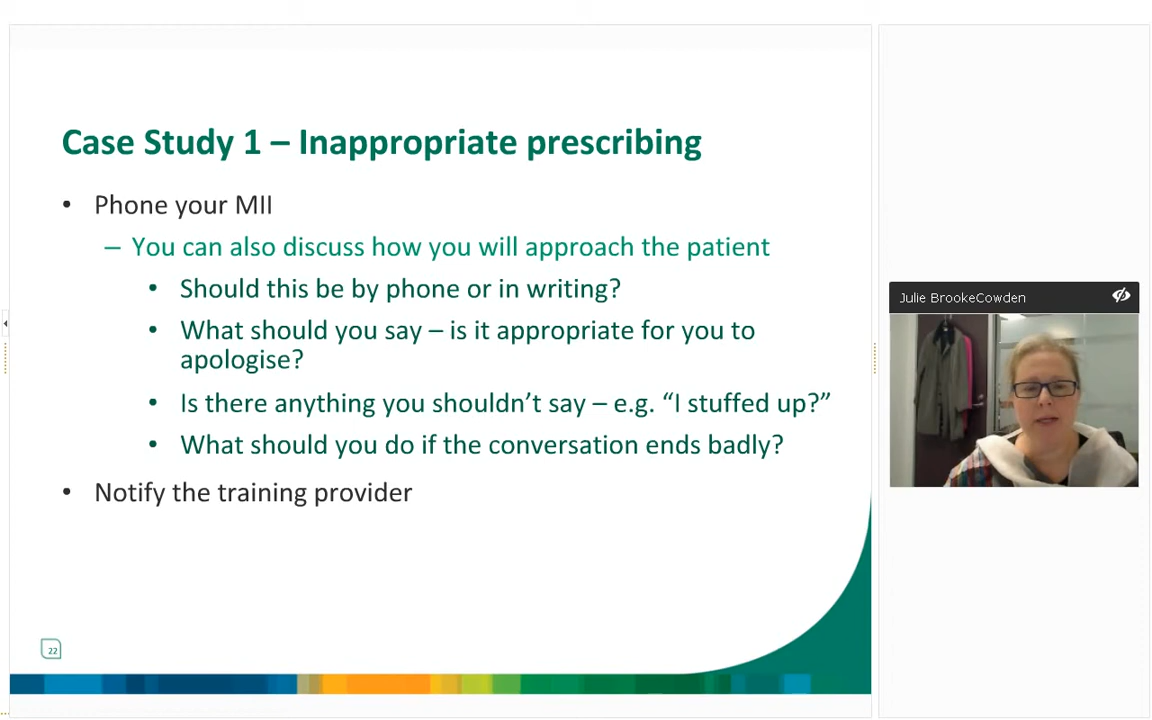 Case Study 1 – Inappropriate prescribing
• Phone your MII
– You can also discuss how you will approach the patient
• Should this be by phone or in writing?
• What should you say – is it appropriate for you to
apologise?
• Is there anything you shouldn’t say – e.g. “I stuffed up?”
• What should you do if the conversation ends badly?
• Notify the training provider
22
Julie BrookeCowden